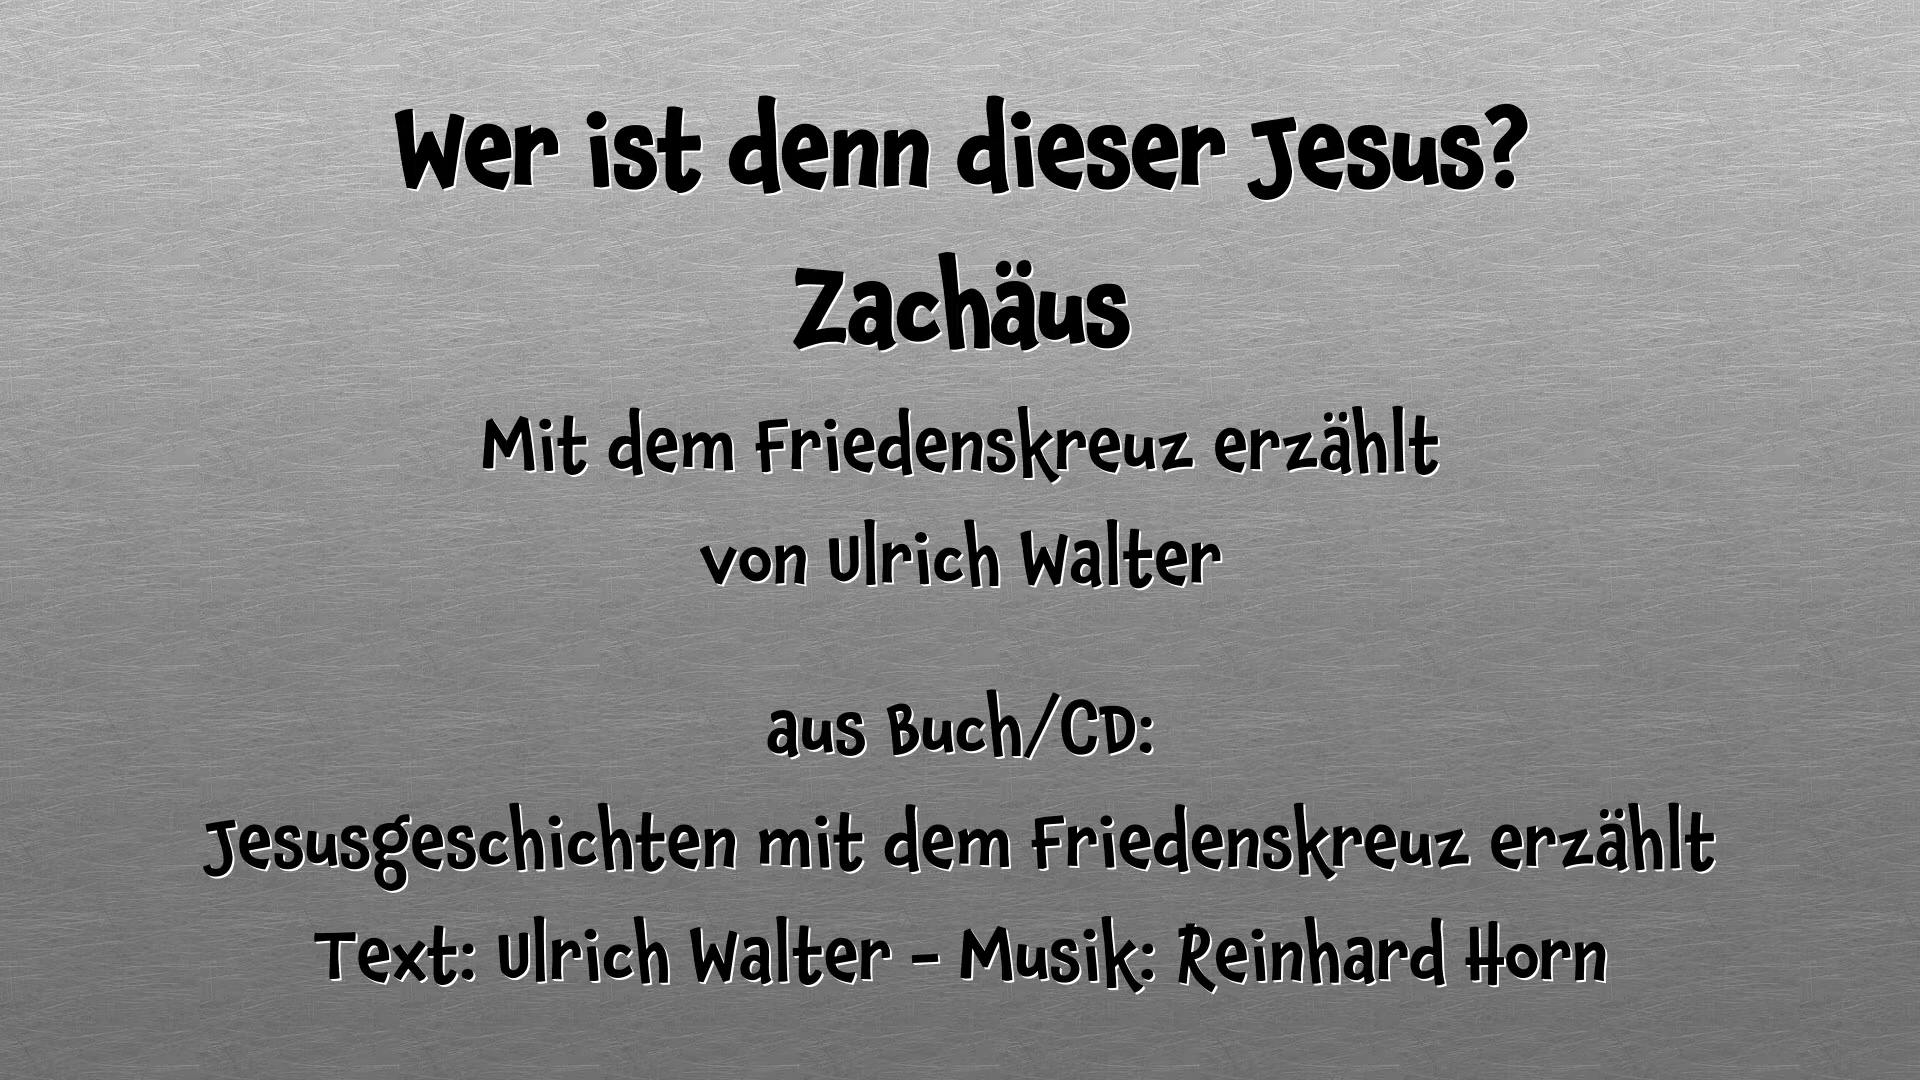 Wer ist denn dieser Jesus?
Zachäus
Mit dem Friedenskreuz erzählt
von Ulrich Walter
aus Buch/CD:
Jesusgeschichten mit dem Friedenskreuz erzählt
Text: Ulrich Walter - Musik: Reinhard Horn